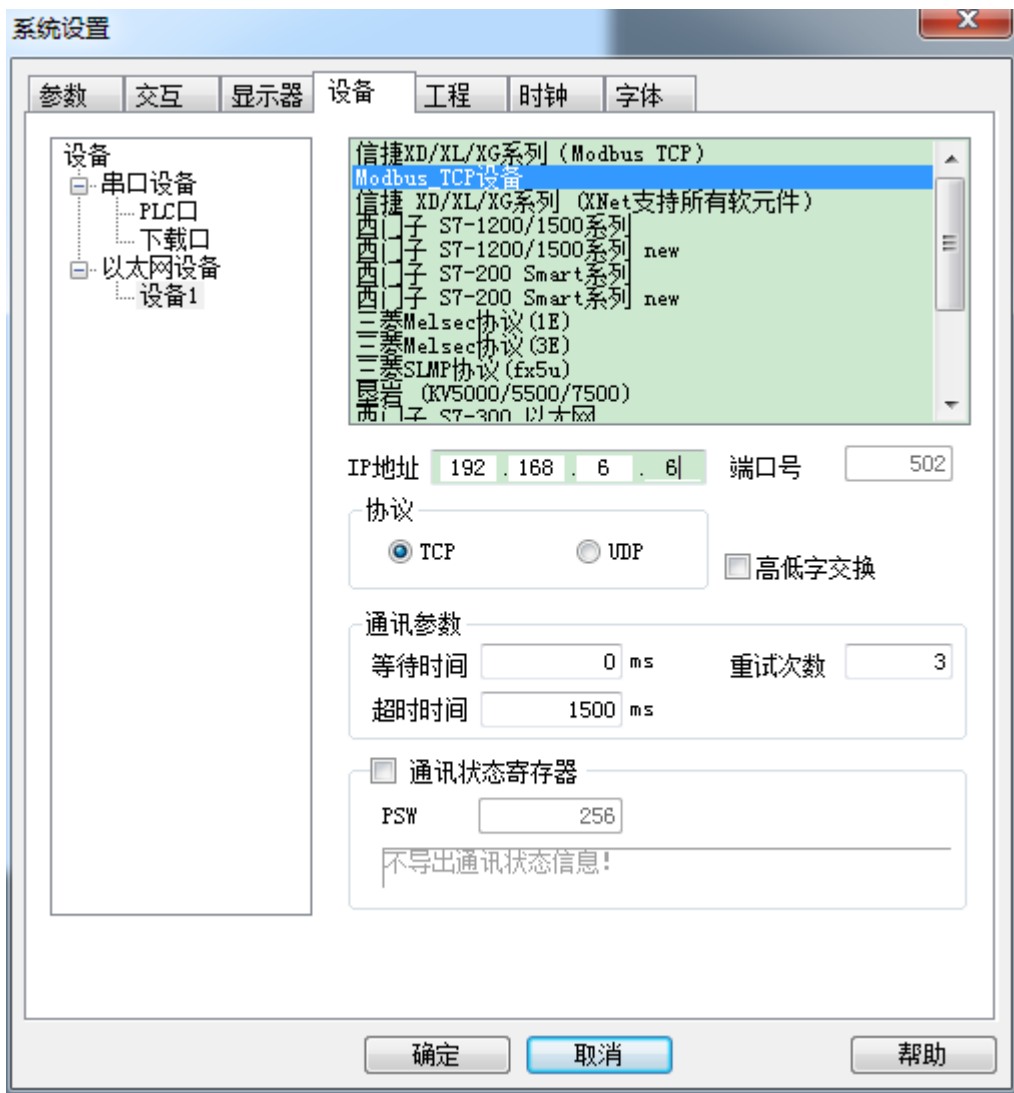 系统设置
X
参数 交互 显示器 设备 工程 时钟 字体
设备
串口设备
PLC口
下载口
以太网设备
设备1
信捷XD/XL/XG系列 (Modbus TCP)
Modbus_TCP设备
信捷 XD/XL/XG系列 (XNet支持所有软元件)
西门子 S7-1200/1500系列
西门子 S7-1200/1500系列 new
西门子 S7-200 Smart系列
西门子 S7-200 Smart系列 new
三菱Melsec协议(1E)
三菱Melsec协议(3E)
三菱SLMP协议(fx5u)
(KV5000/5500/7500)
西门子 S7-300 以太网
IP地址 192 . 168 . 6 . 6 端口号 502
协议
TCP UDP
高低字交换
通讯参数
等待时间 0 ms 重试次数 3
超时时间 1500 ms
通讯状态寄存器
PSW 256
不导出通讯状态信息!
确定 取消 帮助